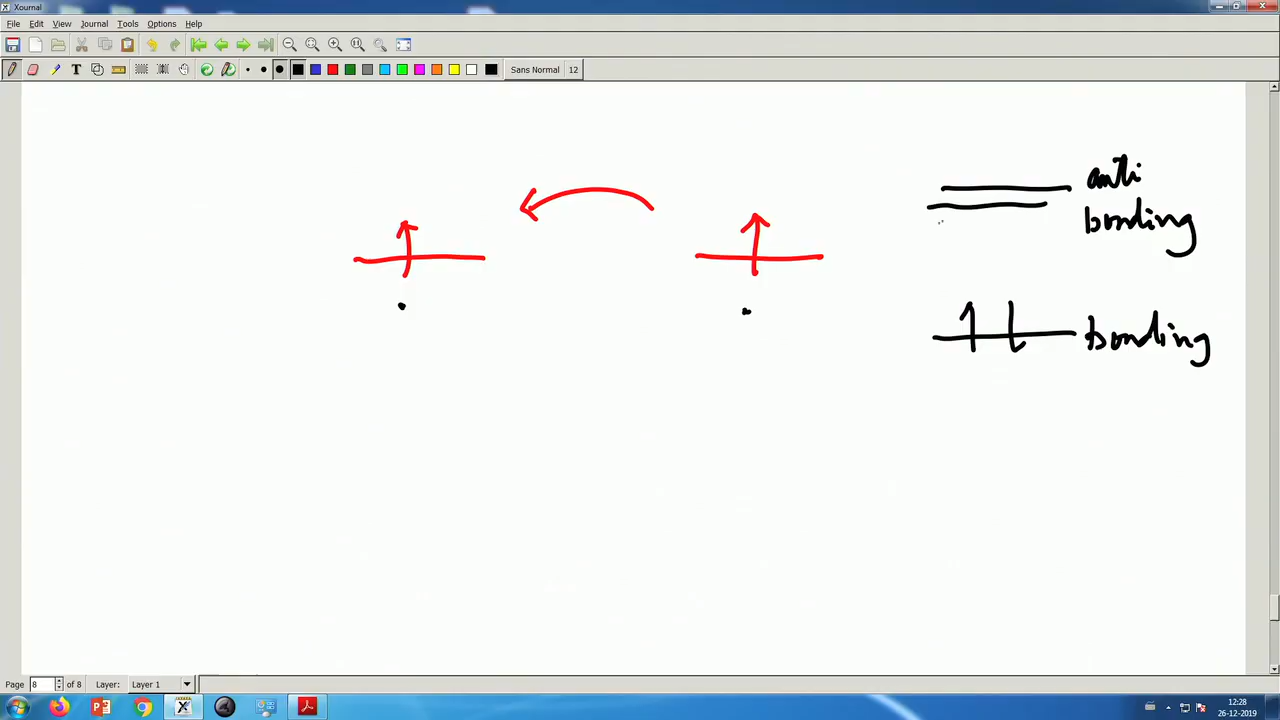 Xournal
File Edit View Journal Tools Options Help
T Sans Normal 12
anti
bonding
bonding
Page 8 of 8 Layer: Layer 1
12:28
26-12-2019